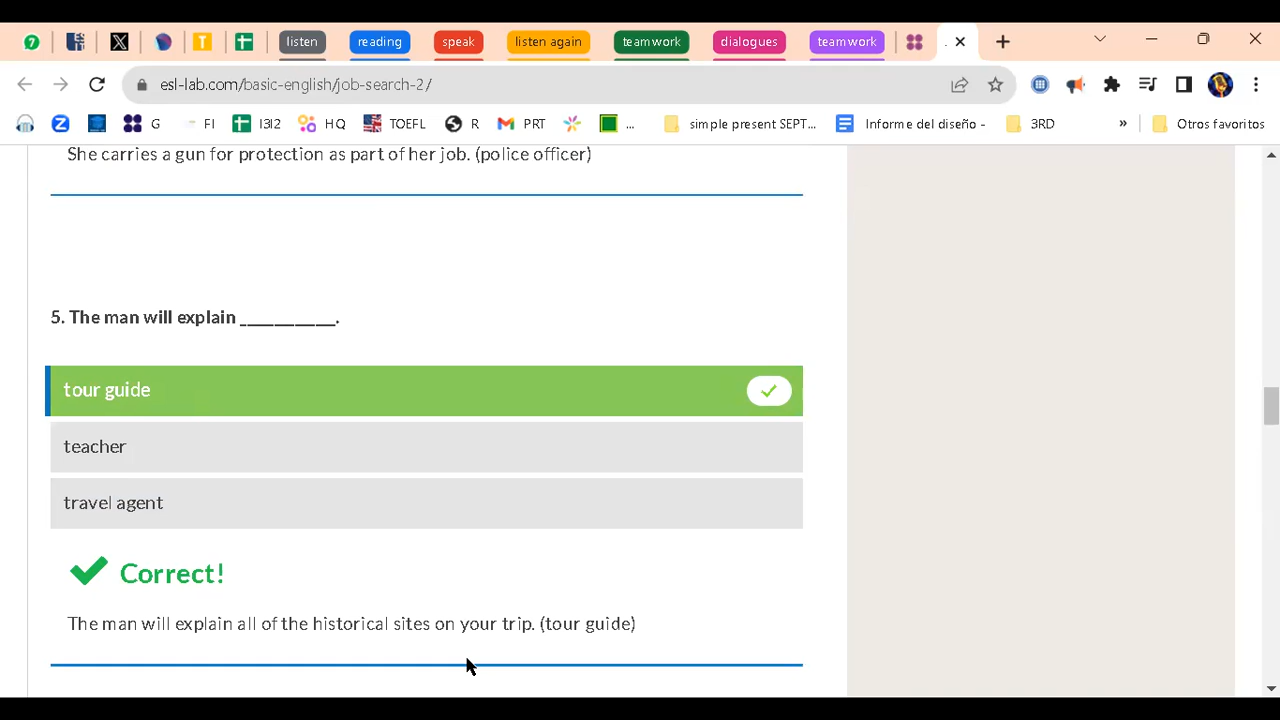 listen
reading
speak
listen again
teamwork
dialogues
teamwork
esl-lab.com/basic-english/job-search-2/
G
FI
I3I2
HQ
TOEFL
R
PRT
...
simple present SEPT...
Informe del diseño -
3RD
»
Otros favoritos
She carries a gun for protection as part of her job. (police officer)
5. The man will explain ___________.
tour guide
teacher
travel agent
Correct!
The man will explain all of the historical sites on your trip. (tour guide)